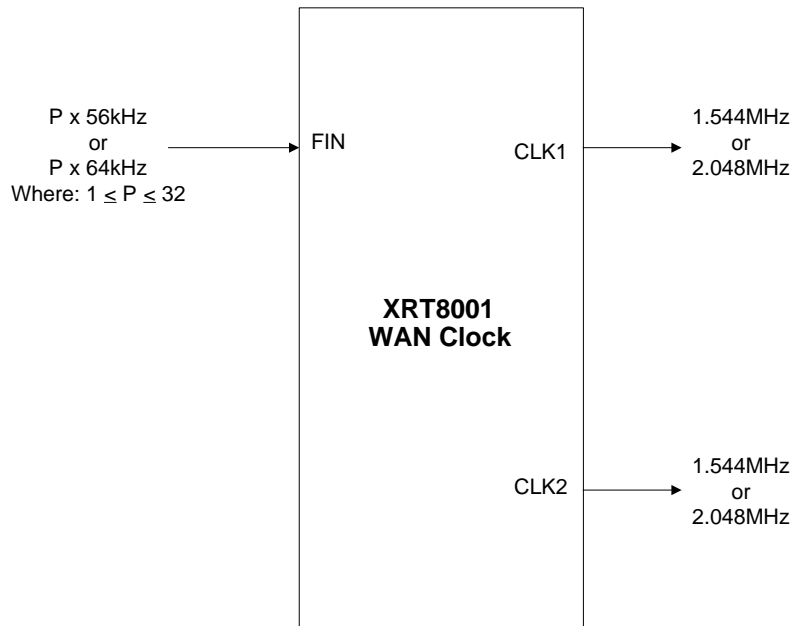 P x 56kHz
or
P x 64kHz
Where: 1 ≤ P ≤ 32
FIN
CLK1
1.544MHz
or
2.048MHz
XRT8001
WAN Clock
CLK2
1.544MHz
or
2.048MHz